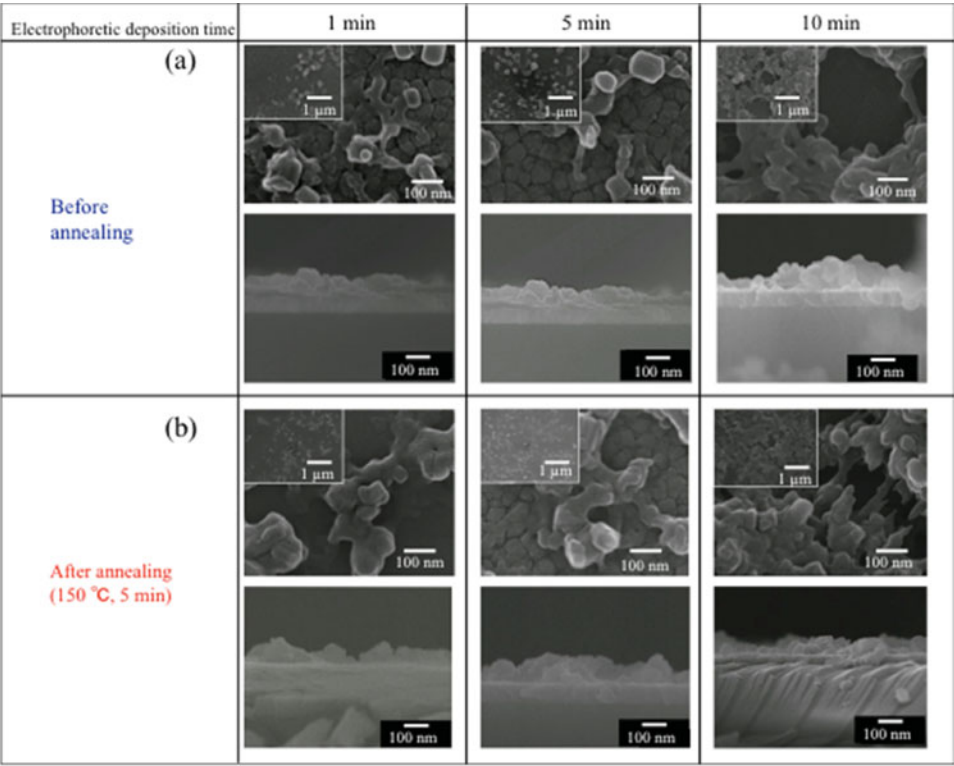 Electrophoretic deposition time
1 min
5 min
10 min
(a)
Before
annealing
1 μm
100 nm
1 μm
100 nm
1 μm
100 nm
100 nm
100 nm
100 nm
(b)
After annealing
(150 ℃, 5 min)
1 μm
100 nm
1 μm
100 nm
1 μm
100 nm
100 nm
100 nm
100 nm